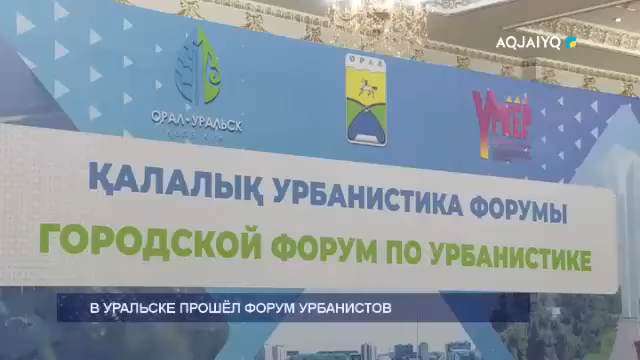 AQJAIYQ
ОРАЛ
ОРАЛ-УРАЛЬСК
ҚАЛАЛЫҚ УРБАНИСТИКА ФОРУМЫ
ГОРОДСКОЙ ФОРУМ ПО УРБАНИСТИКЕ
В УРАЛЬСКЕ ПРОШЁЛ ФОРУМ УРБАНИСТОВ